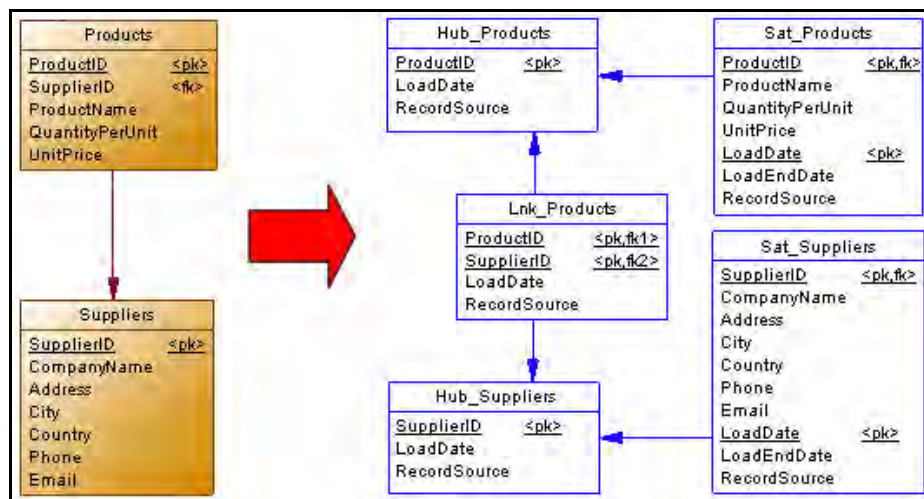 Products
ProductID <pk>
SupplierID <fk>
ProductName
QuantityPerUnit
UnitPrice
Suppliers
SupplierID <pk>
CompanyName
Address
City
Country
Phone
Email
Hub_Products
ProductID <pk>
LoadDate
RecordSource
Lnk_Products
ProductID <pk,fk1>
SupplierID <pk,fk2>
LoadDate
RecordSource
Hub_Suppliers
SupplierID <pk>
LoadDate
RecordSource
Sat_Products
ProductID <pk,fk>
ProductName
QuantityPerUnit
UnitPrice
LoadDate <pk>
LoadEndDate
RecordSource
Sat_Suppliers
SupplierID <pk,fk>
CompanyName
Address
City
Country
Phone
Email
LoadDate <pk>
LoadEndDate
RecordSource